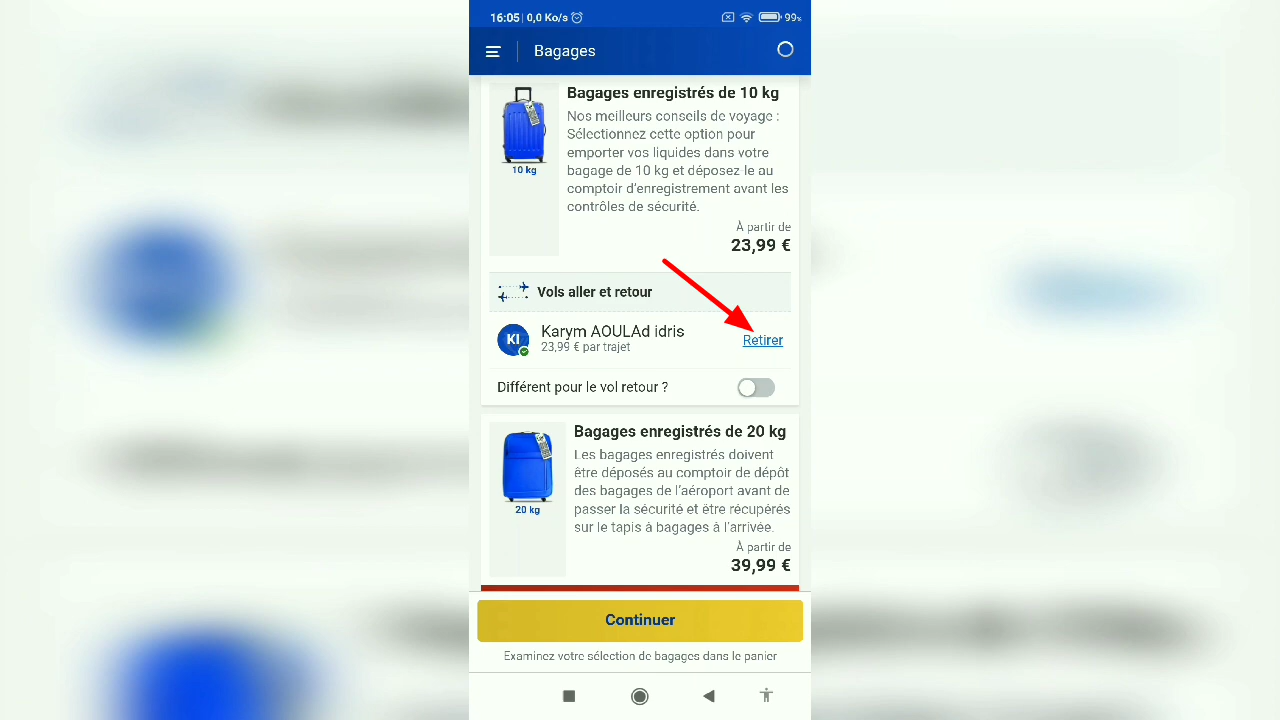 16:05 | 0,0 Ko/s
99%
Bagages
Bagages enregistrés de 10 kg
Nos meilleurs conseils de voyage :
Sélectionnez cette option pour
emporter vos liquides dans votre
bagage de 10 kg et déposez le au
comptoir d'enregistrement avant les
contrôles de sécurité.
10 kg
À partir de
23,99 €
Vols aller et retour
KI
Karym AOULAd idris
23,99 € par trajet
Retirer
Différent pour le vol retour ?
Bagages enregistrés de 20 kg
Les bagages enregistrés doivent
être déposés au comptoir de dépôt
des bagages de l'aéroport avant de
passer la sécurité et être récupérés
sur le tapis à bagages à l'arrivée.
20 kg
À partir de
39,99 €
Continuer
Examinez votre sélection de bagages dans le panier